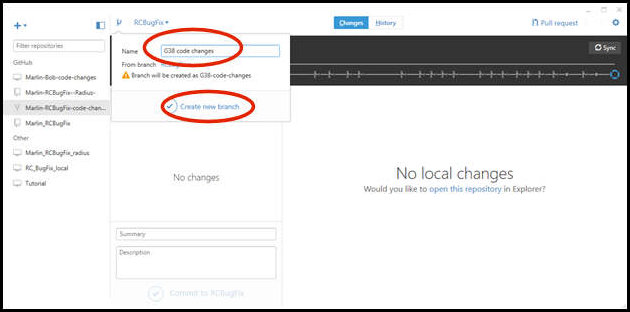 RCBugFix
Changes
History
Pull request
Filter repositories
GitHub
Marlin-Bob-code-changes
Marlin-RCBugFix--Radius-
Marlin-RCBugFix-code-chan...
Marlin_RCBugFix
Other
Marlin_RCBugFix_radius
RC_BugFix_local
Tutorial
Name
G38 code changes
From branch
Branch will be created as G38-code-changes
Create new branch
Sync
No changes
No local changes
Would you like to open this repository in Explorer?
Summary
Description
Commit to RCBugFix